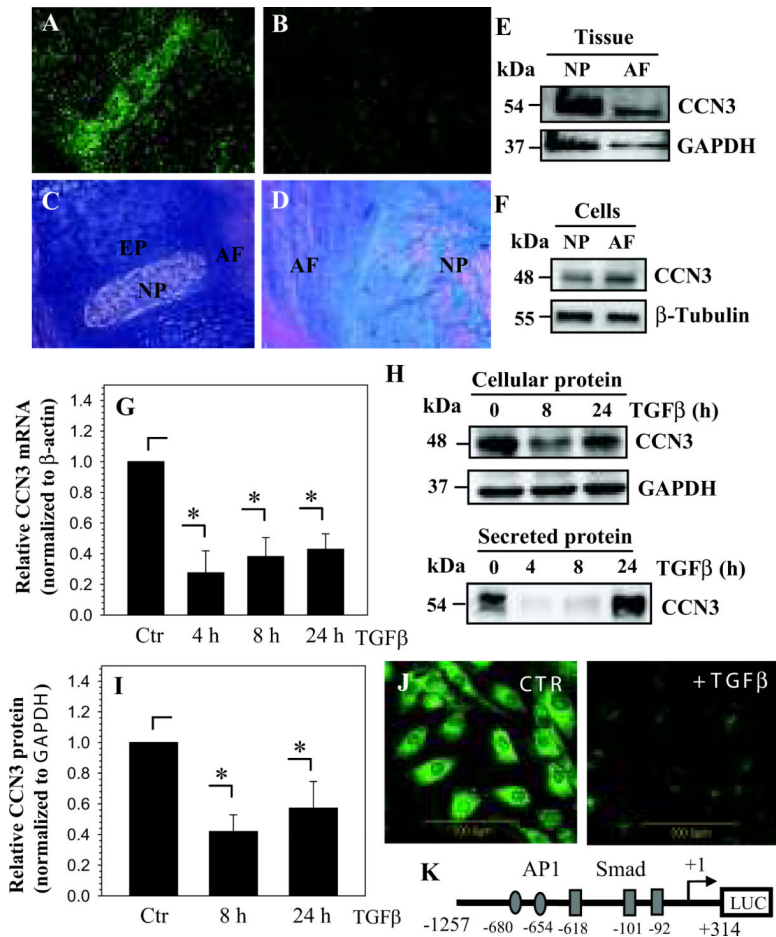 A
B
E
Tissue
kDa
NP AF
54
CCN3
37
GAPDH
C
EP
AF
NP
D
AF
NP
F
Cells
kDa
NP AF
48
CCN3
55
β-Tubulin
G
Relative CCN3 mRNA
(normalized to β-actin)
1.4
1.2
1.0
0.8
0.6
0.4
0.2
0.0
*
*
*
Ctr 4 h 8 h 24 h TGFβ
H
Cellular protein
kDa
0 8 24 TGFβ (h)
48
CCN3
37
GAPDH
Secreted protein
kDa
0 4 8 24 TGFβ (h)
54
CCN3
I
Relative CCN3 protein
(normalized to GAPDH)
1.4
1.2
1.0
0.8
0.6
0.4
0.2
0.0
*
*
Ctr 8 h 24 h TGFβ
J
CTR
+TGFβ
K
AP1 Smad +1
LUC
-1257 -680 -654 -618 -101 -92 +314